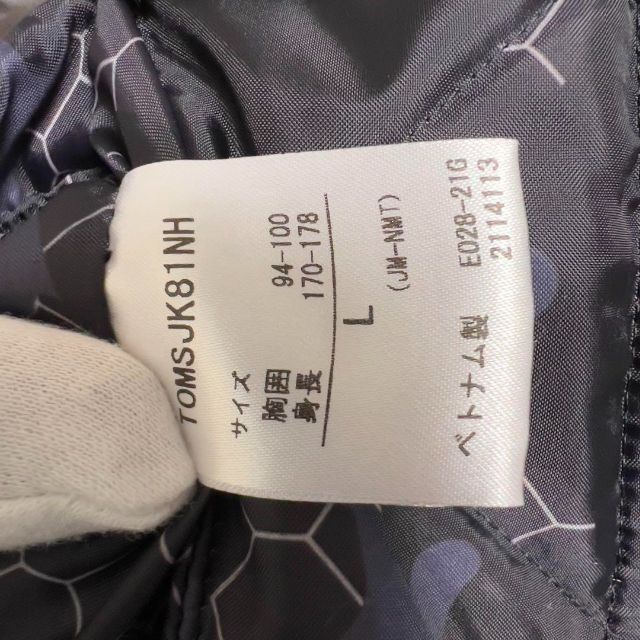 TOMSJK81NH
サイズ
胸囲 94-100
身長 170-178
L
(JM-NMT)
ベトナム製 E028-21G
2114113